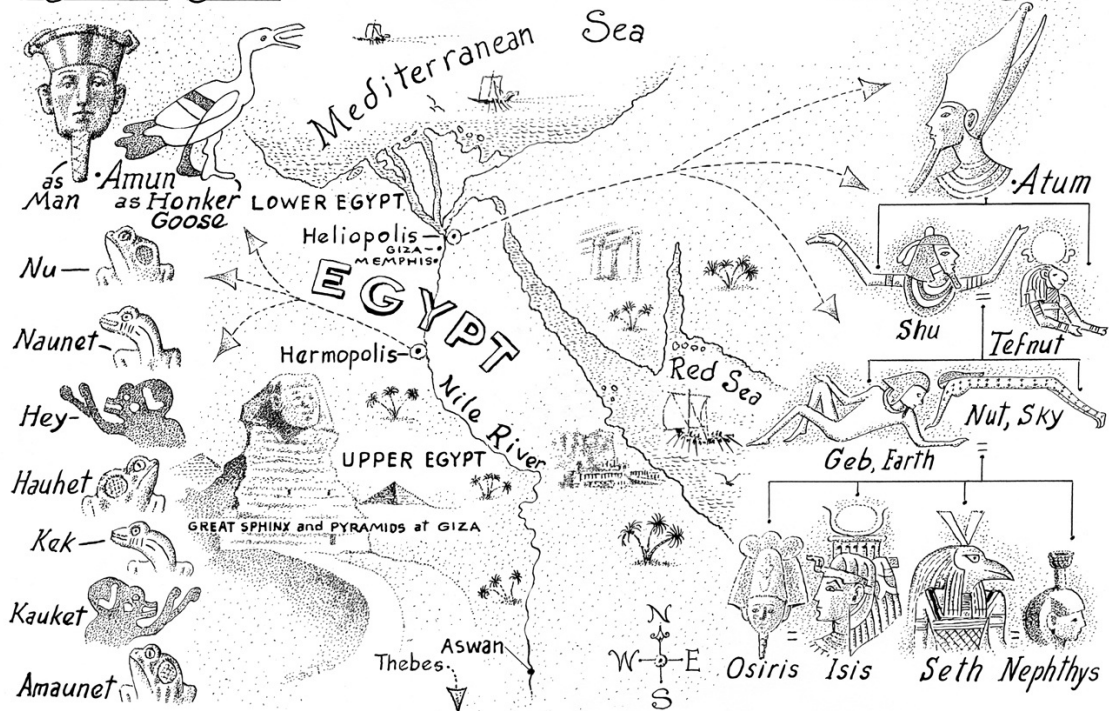 Mediterranean Sea
as
Man
•Amun
as Honker
Goose
LOWER EGYPT
Nu
Naunet
Hey
Hauhet
Kek
Kauket
Amaunet
Heliopolis
GIZA
MEMPHIS
EGYPT
Hermopolis
Nile River
UPPER EGYPT
GREAT SPHINX and PYRAMIDS at GIZA
Thebes
Aswan
Red Sea
N
W E
S
•Atum
Shu
=
Tefnut
Geb, Earth
Nut, Sky
=
Osiris = Isis
Seth = Nephthys